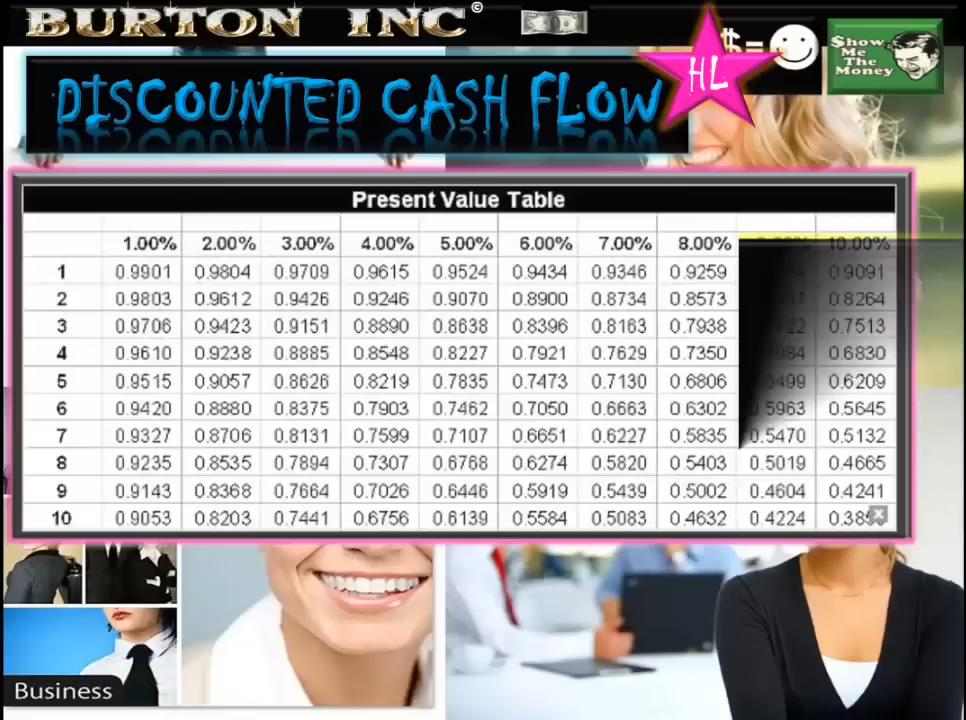 BURTON INC ©
$=
Show
Me
The
Money
HL
DISCOUNTED CASH FLOW
Present Value Table
1.00% 2.00% 3.00% 4.00% 5.00% 6.00% 7.00% 8.00% 10.00%
1 0.9901 0.9804 0.9709 0.9615 0.9524 0.9434 0.9346 0.9259 0.9091
2 0.9803 0.9612 0.9426 0.9246 0.9070 0.8900 0.8734 0.8573 0.8264
3 0.9706 0.9423 0.9151 0.8890 0.8638 0.8396 0.8163 0.7938 0.7513
4 0.9610 0.9238 0.8885 0.8548 0.8227 0.7921 0.7629 0.7350 0.6830
5 0.9515 0.9057 0.8626 0.8219 0.7835 0.7473 0.7130 0.6806 0.6209
6 0.9420 0.8880 0.8375 0.7903 0.7462 0.7050 0.6663 0.6302 0.5645
7 0.9327 0.8706 0.8131 0.7599 0.7107 0.6651 0.6227 0.5835 0.5470 0.5132
8 0.9235 0.8535 0.7894 0.7307 0.6768 0.6274 0.5820 0.5403 0.5019 0.4665
9 0.9143 0.8368 0.7664 0.7026 0.6446 0.5919 0.5439 0.5002 0.4604 0.4241
10 0.9053 0.8203 0.7441 0.6756 0.6139 0.5584 0.5083 0.4632 0.4224
Business